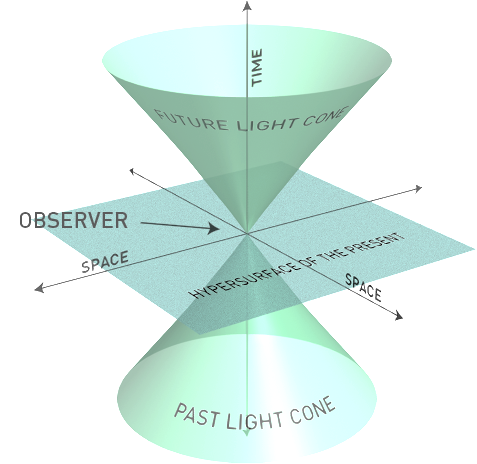 TIME
FUTURE LIGHT CONE
OBSERVER
SPACE
HYPERSURFACE OF THE PRESENT
SPACE
PAST LIGHT CONE